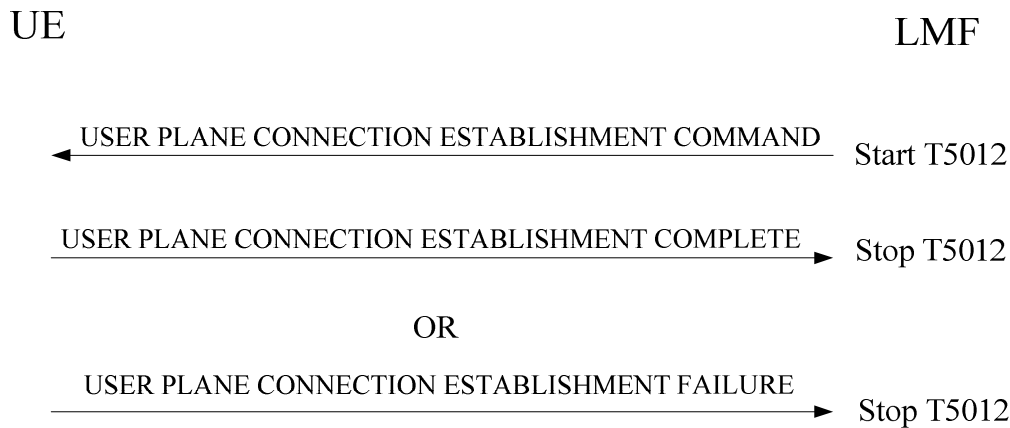 UE
LMF
USER PLANE CONNECTION ESTABLISHMENT COMMAND
Start T5012
USER PLANE CONNECTION ESTABLISHMENT COMPLETE
Stop T5012
OR
USER PLANE CONNECTION ESTABLISHMENT FAILURE
Stop T5012